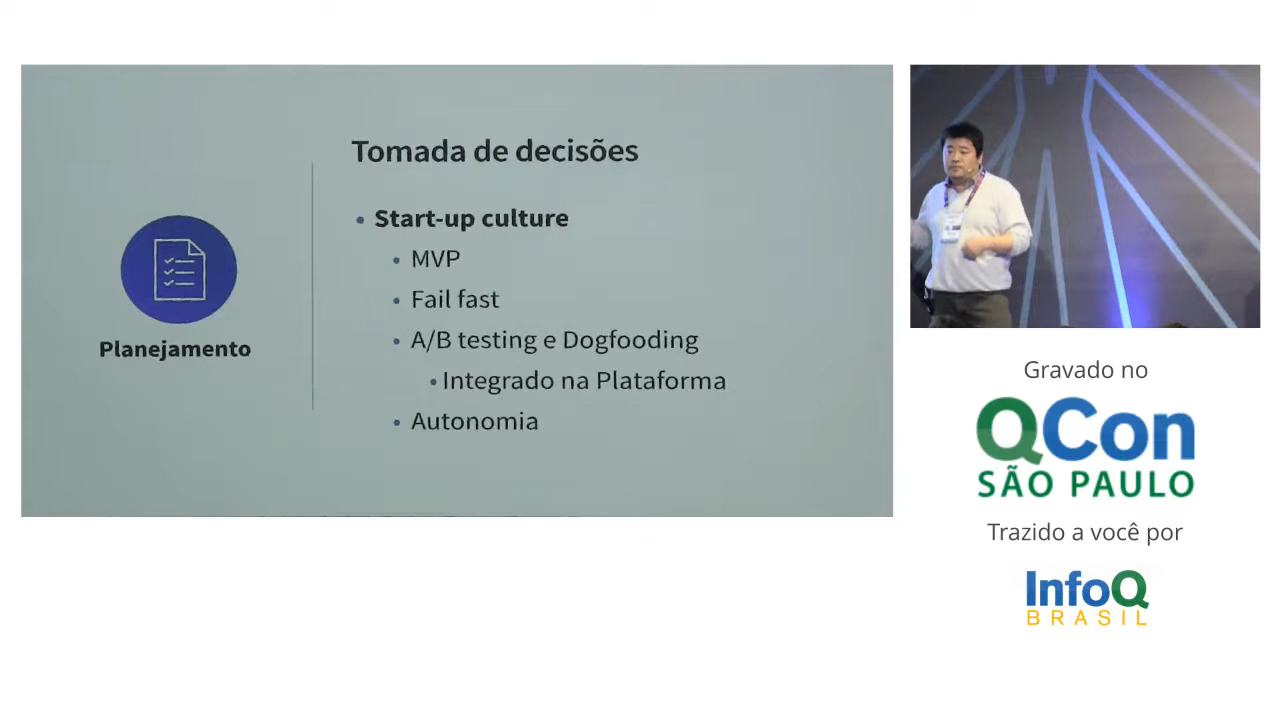 Tomada de decisões
Start-up culture
MVP
Fail fast
A/B testing e Dogfooding
Integrado na Plataforma
Autonomia
Planejamento
Gravado no
QCon
SÃO PAULO
Trazido a você por
InfoQ
BRASIL